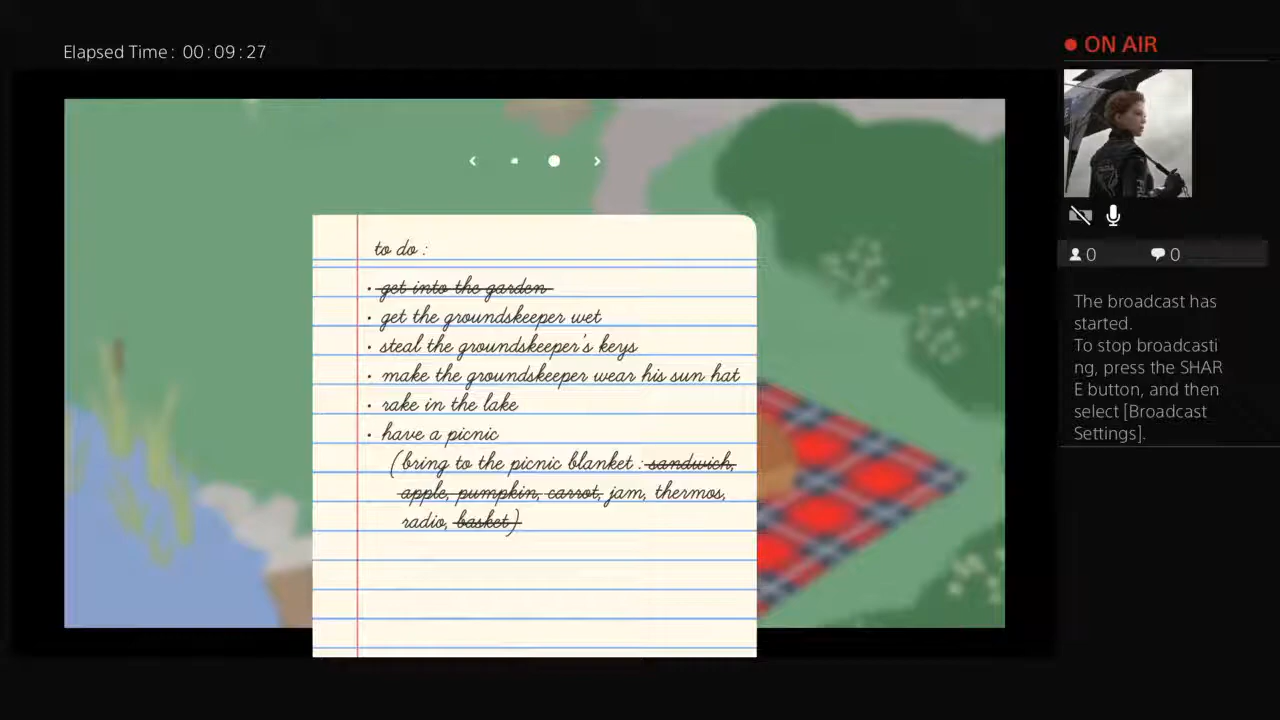 Elapsed Time: 00:09:27
ON AIR
to do :
• get into the garden
• get the groundskeeper wet
• steal the groundskeeper's keys
• make the groundskeeper wear his sun hat
• rake in the lake
• have a picnic
(bring to the picnic blanket : sandwich,
apple, pumpkin, carrot, jam, thermos,
radio, basket)
0
0
The broadcast has
started.
To stop broadcasti
ng, press the SHAR
E button, and then
select [Broadcast
Settings].